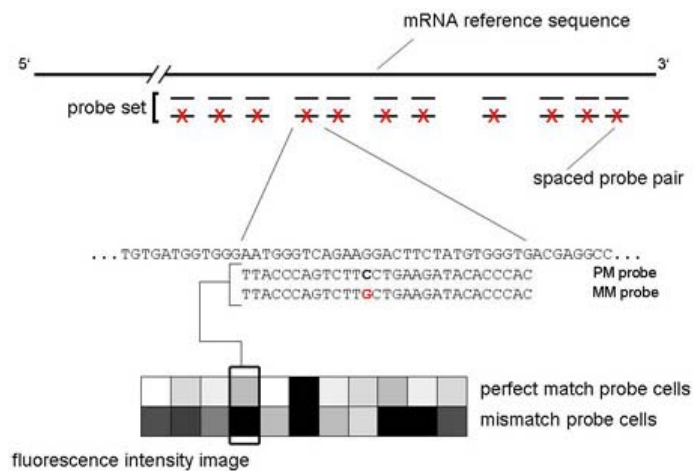 mRNA reference sequence
5' 3'
probe set
X X X X X X X X X X X
spaced probe pair
...TGTGATGGTGGGAATGGGTCAGAAGGACTTCTATGTGGGTGACGAGGCC...
TTACCCAGTCTTCCTGAAGATACACCCAC PM probe
TTACCCAGTCTTGCTGAAGATACACCCAC MM probe
perfect match probe cells
mismatch probe cells
fluorescence intensity image